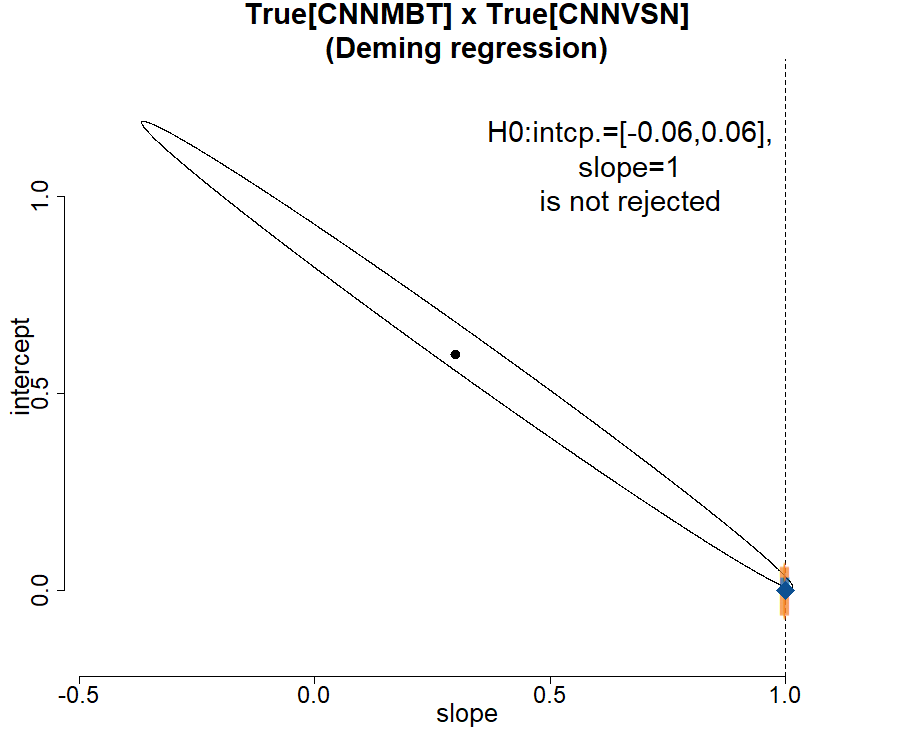 True[CNNMBT] x True[CNNVSN]
(Deming regression)
H0:intcp.=[-0.06,0.06],
slope=1
is not rejected
1.0
0.5
0.0
intercept
-0.5
0.0
0.5
1.0
slope